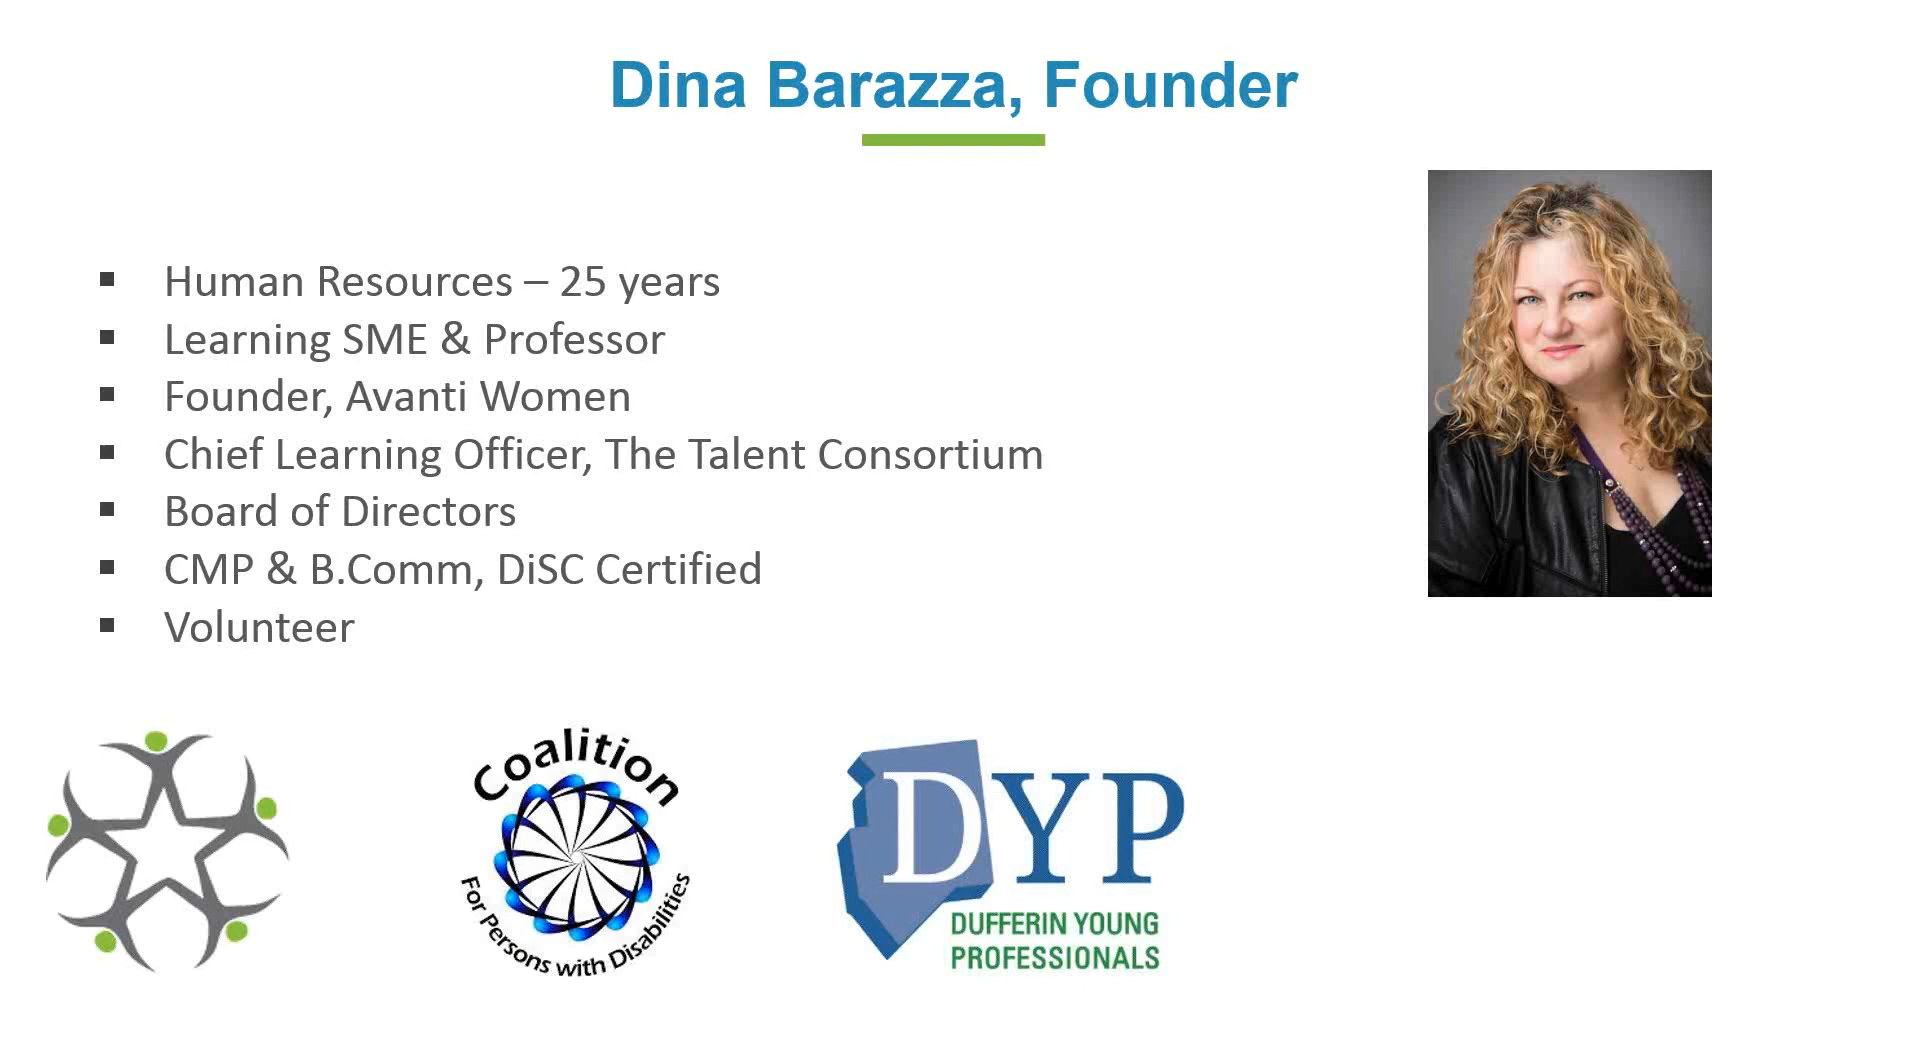 Dina Barazza, Founder
▪ Human Resources – 25 years
▪ Learning SME & Professor
▪ Founder, Avanti Women
▪ Chief Learning Officer, The Talent Consortium
▪ Board of Directors
▪ CMP & B.Comm, DiSC Certified
▪ Volunteer
Coalition
For Persons with Disabilities
DYP
DUFFERIN YOUNG
PROFESSIONALS